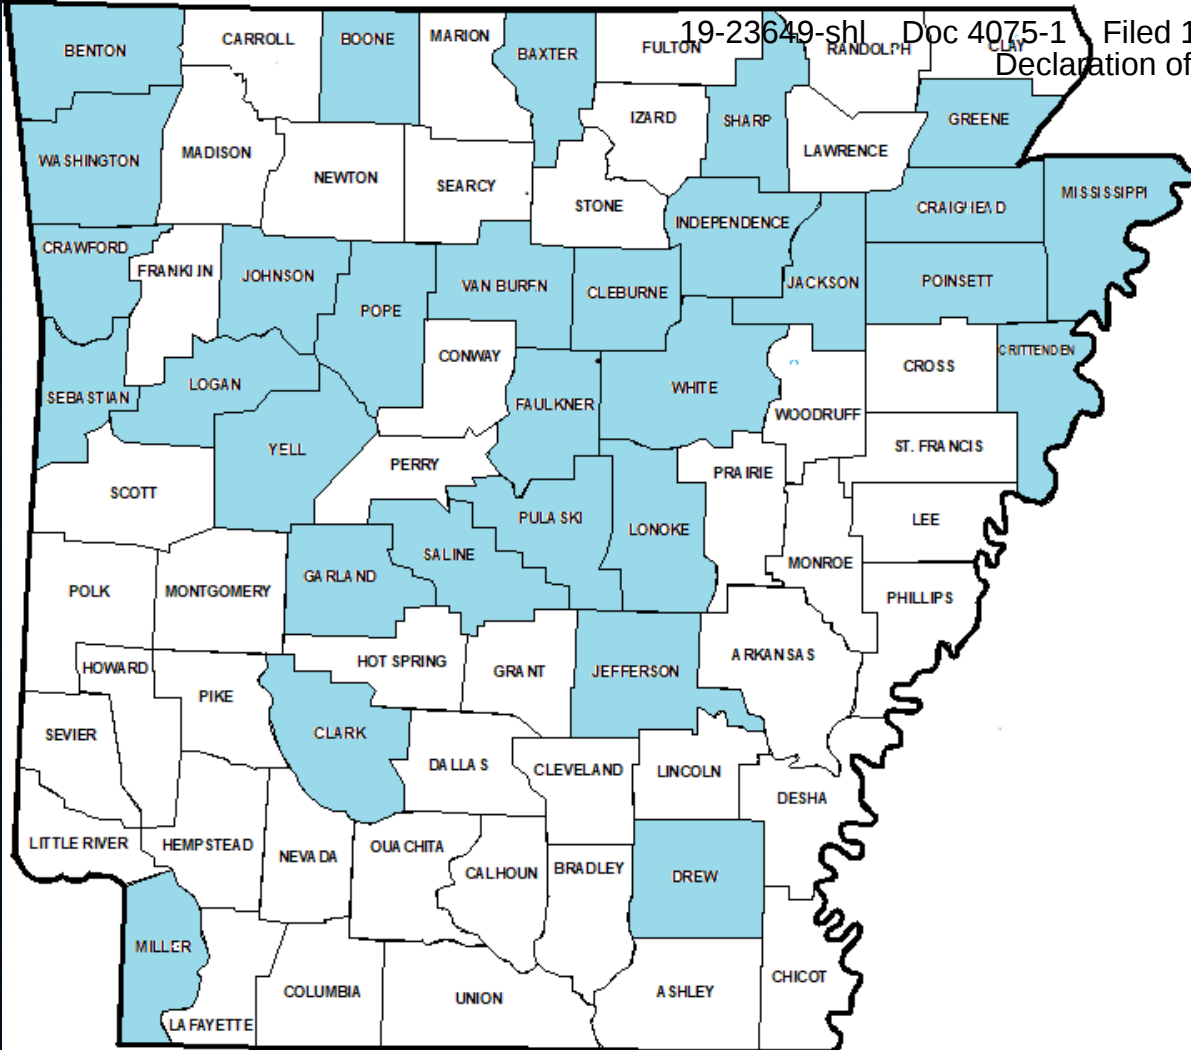 19-23649-shl Doc 4075-1 Filed 1
Declaration of
BENTON
CARROLL
BOONE
MARION
BAXTER
FULTON
RANDOLPH
CLAY
WASHINGTON
MADISON
NEWTON
SEARCY
STONE
IZARD
SHARP
LAWRENCE
GREENE
CRAWFORD
FRANKLIN
JOHNSON
POPE
VAN BUREN
CLEBURNE
INDEPENDENCE
JACKSON
CRAIGHEAD
MISSISSIPPI
POINSETT
SEBASTIAN
LOGAN
YELL
CONWAY
FAULKNER
WHITE
WOODRUFF
CROSS
CRITTENDEN
SCOTT
PERRY
PULASKI
LONOKE
PRAIRIE
ST. FRANCIS
LEE
POLK
MONTGOMERY
GARLAND
SALINE
MONROE
PHILLIPS
HOWARD
PIKE
HOT SPRING
GRANT
JEFFERSON
ARKANSAS
SEVIER
CLARK
DALLAS
CLEVELAND
LINCOLN
DESHA
LITTLE RIVER
HEMPSTEAD
NEVADA
OUACHITA
CALHOUN
BRADLEY
DREW
MILLER
LAFAYETTE
COLUMBIA
UNION
ASHLEY
CHICOT